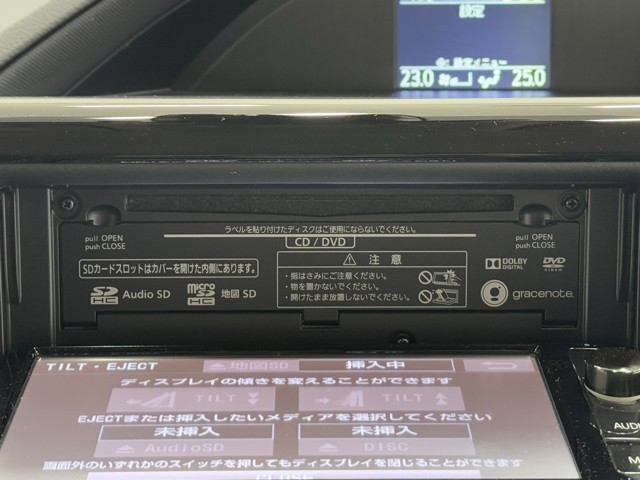 設定
設定メニュー
23.0 25.0
ラベルを貼り付けたディスクはご使用にならないでください。
CD / DVD
pull OPEN
push CLOSE
pull OPEN
push CLOSE
SDカードスロットはカバーを開けた内側にあります。
SD HC Audio SD
micro SD HC 地図 SD
注 意
・指はさみにご注意ください。
・物を置かないでください。
・開けたまま放置しないでください。
DOLBY DIGITAL
DVD VIDEO
gracenote.
TILT・EJECT
地図SD 挿入中
ディスプレイの傾きを変えることができます
TILT TILT
EJECTまたは挿入したいメディアを選択してください
未挿入 未挿入
AudioSD DISC
画面外のいずれかのスイッチを押してもディスプレイを閉じることができます
CLOSE
AUD
M